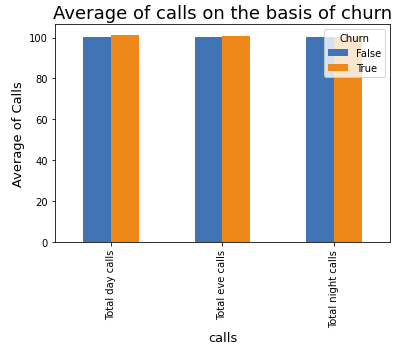 Average of calls on the basis of churn
Churn
False
True
Average of Calls
100
80
60
40
20
0
Total day calls
Total eve calls
Total night calls
calls